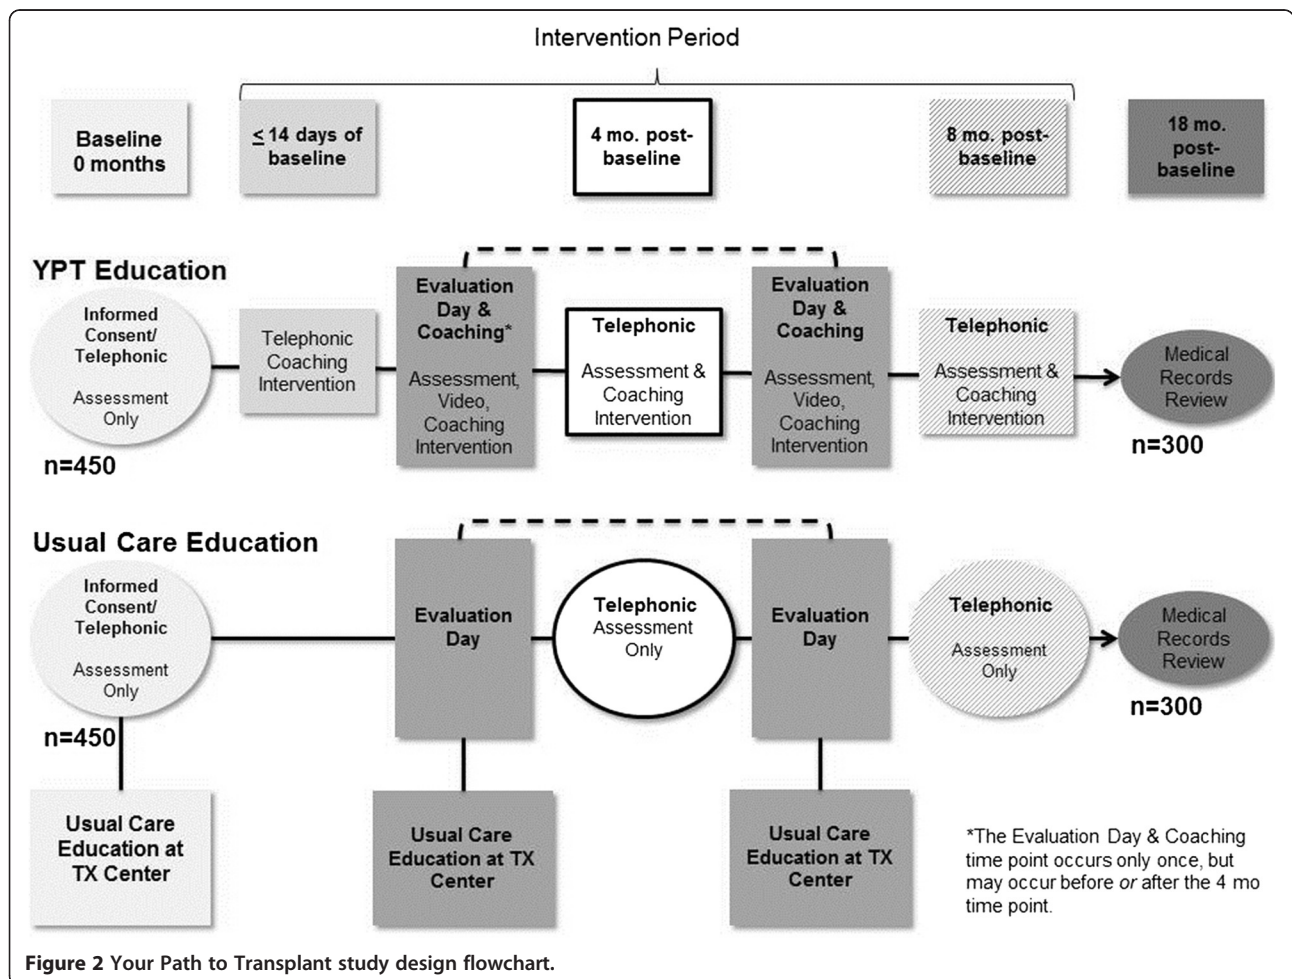 Intervention Period
Baseline
0 months
≤ 14 days of
baseline
4 mo. post-
baseline
8 mo. post-
baseline
18 mo.
post-
baseline
YPT Education
Informed
Consent/
Telephonic
Assessment
Only
n=450
Telephonic
Coaching
Intervention
Evaluation
Day &
Coaching*
Assessment,
Video,
Coaching
Intervention
Telephonic
Assessment &
Coaching
Intervention
Evaluation
Day &
Coaching
Assessment,
Video,
Coaching
Intervention
Telephonic
Assessment &
Coaching
Intervention
Medical
Records
Review
n=300
Usual Care Education
Informed
Consent/
Telephonic
Assessment
Only
n=450
Evaluation
Day
Telephonic
Assessment
Only
Evaluation
Day
Telephonic
Assessment
Only
Medical
Records
Review
n=300
Usual Care
Education at
TX Center
Usual Care
Education at TX
Center
Usual Care
Education at TX
Center
*The Evaluation Day & Coaching
time point occurs only once, but
may occur before or after the 4 mo
time point.
Figure 2 Your Path to Transplant study design flowchart.